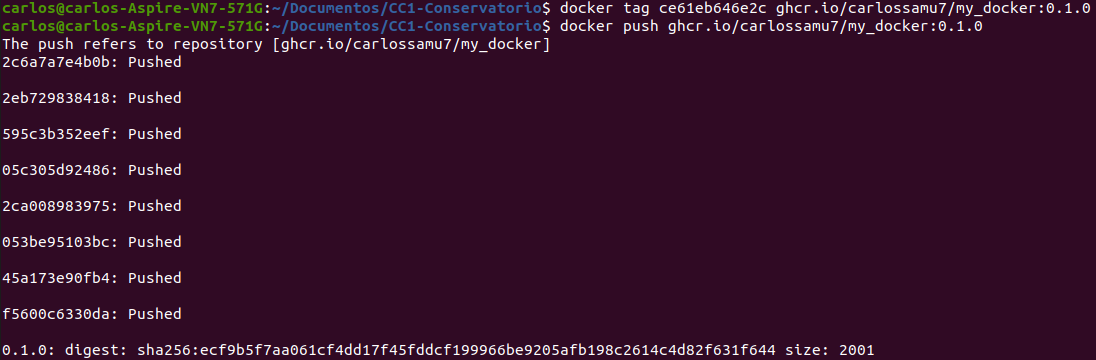 carlos@carlos-Aspire-VN7-571G:~/Documentos/CC1-Conservatorio$ docker tag ce61eb646e2c ghcr.io/carlossamu7/my_docker:0.1.0
carlos@carlos-Aspire-VN7-571G:~/Documentos/CC1-Conservatorio$ docker push ghcr.io/carlossamu7/my_docker:0.1.0
The push refers to repository [ghcr.io/carlossamu7/my_docker]
2c6a7a7e4b0b: Pushed
2eb729838418: Pushed
595c3b352eef: Pushed
05c305d92486: Pushed
2ca008983975: Pushed
053be95103bc: Pushed
45a173e90fb4: Pushed
f5600c6330da: Pushed
0.1.0: digest: sha256:ecf9b5f7aa061cf4dd17f45fddcf199966be9205afb198c2614c4d82f631f644 size: 2001